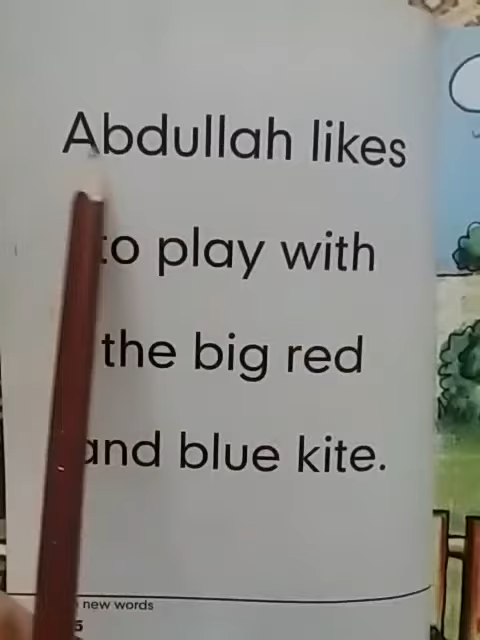 Abdullah likes
to play with
the big red
and blue kite.
new words
5